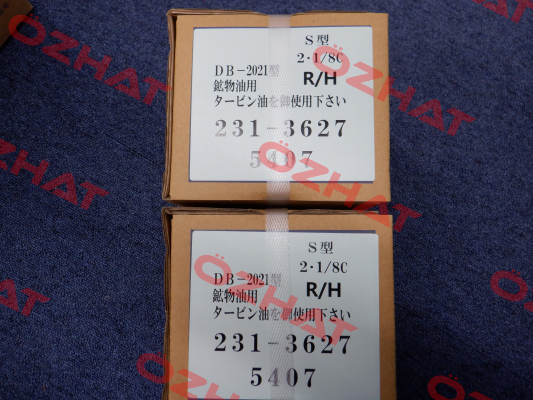 S型
2・1/8C
DB-2021型
R/H
鉱物油用
タービン油を御使用下さい
231-3627
5407
S型
2・1/8C
DB-2021型
R/H
鉱物油用
タービン油を御使用下さい
231-3627
5407
ÖZHAT
ÖZHAT
ÖZHAT
ÖZHAT
ÖZHAT
ÖZHAT
ÖZHAT
ÖZHAT